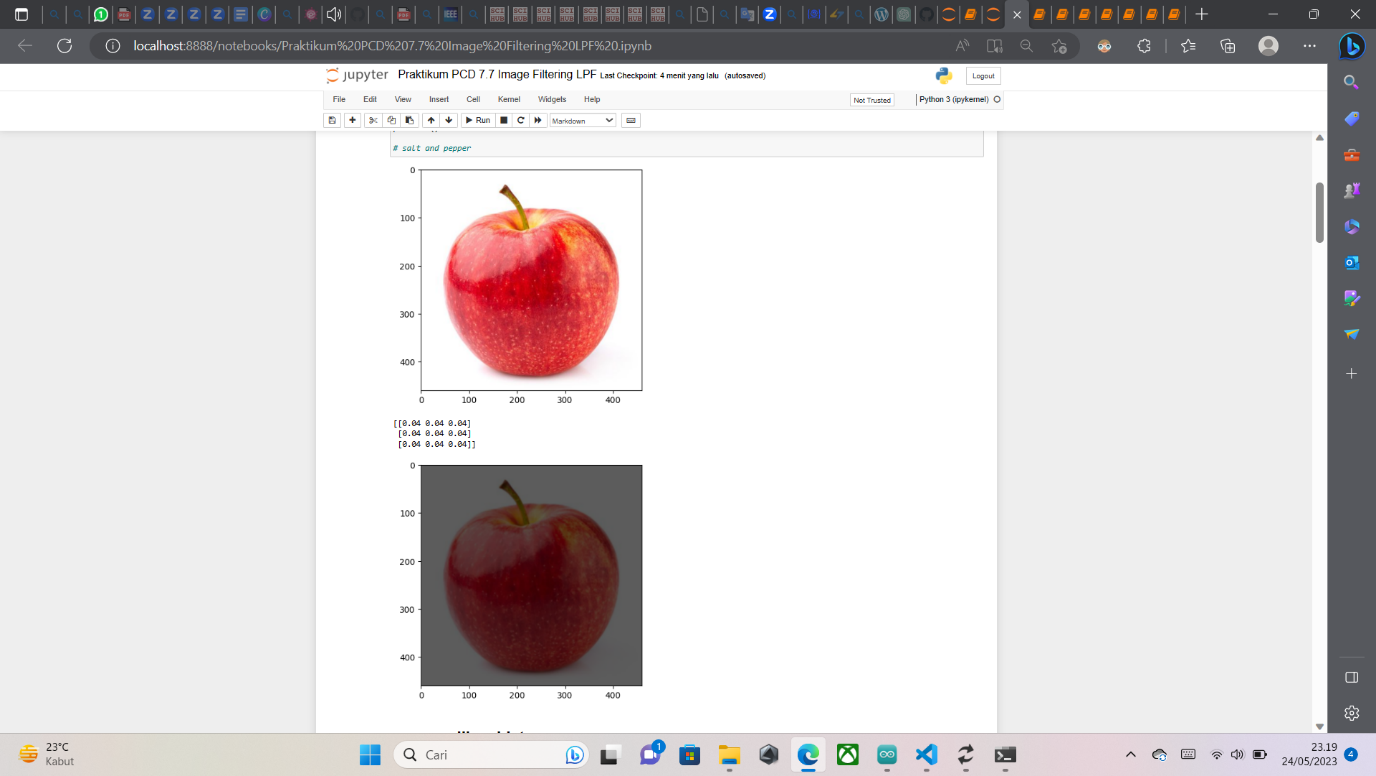 localhost:8888/notebooks/Praktikum%20PCD%207.7%20Image%20Filtering%20LPF%20.ipynb
jupyter Praktikum PCD 7.7 Image Filtering LPF Last Checkpoint: 4 menit yang lalu (autosaved)
Logout
File Edit View Insert Cell Kernel Widgets Help
Not Trusted
Python 3 (ipykernel)
Run
Markdown
# salt and pepper
0
100
200
300
400
0 100 200 300 400
[[0.04 0.04 0.04]
[0.04 0.04 0.04]
[0.04 0.04 0.04]]
0
100
200
300
400
0 100 200 300 400
23°C
Kabut
Cari
1
23.19
24/05/2023
4